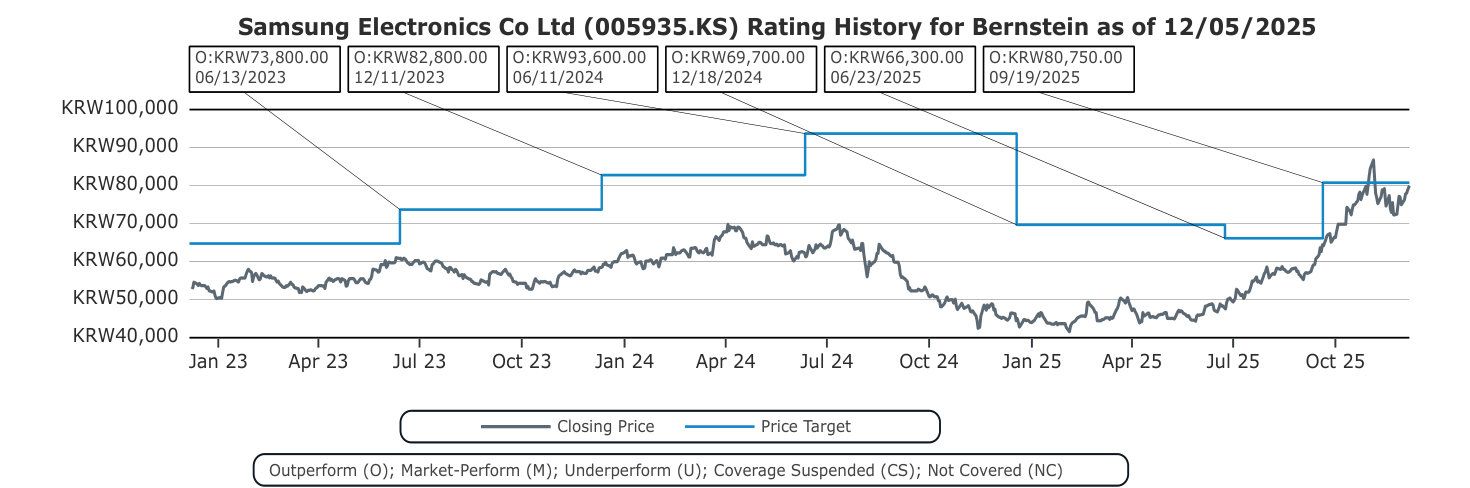 Samsung Electronics Co Ltd (005935.KS) Rating History for Bernstein as of 12/05/2025
O:KRW73,800.00
06/13/2023
O:KRW82,800.00
12/11/2023
O:KRW93,600.00
06/11/2024
O:KRW69,700.00
12/18/2024
O:KRW66,300.00
06/23/2025
O:KRW80,750.00
09/19/2025
KRW100,000
KRW90,000
KRW80,000
KRW70,000
KRW60,000
KRW50,000
KRW40,000
Jan 23 Apr 23 Jul 23 Oct 23 Jan 24 Apr 24 Jul 24 Oct 24 Jan 25 Apr 25 Jul 25 Oct 25
Closing Price Price Target
Outperform (O); Market-Perform (M); Underperform (U); Coverage Suspended (CS); Not Covered (NC)